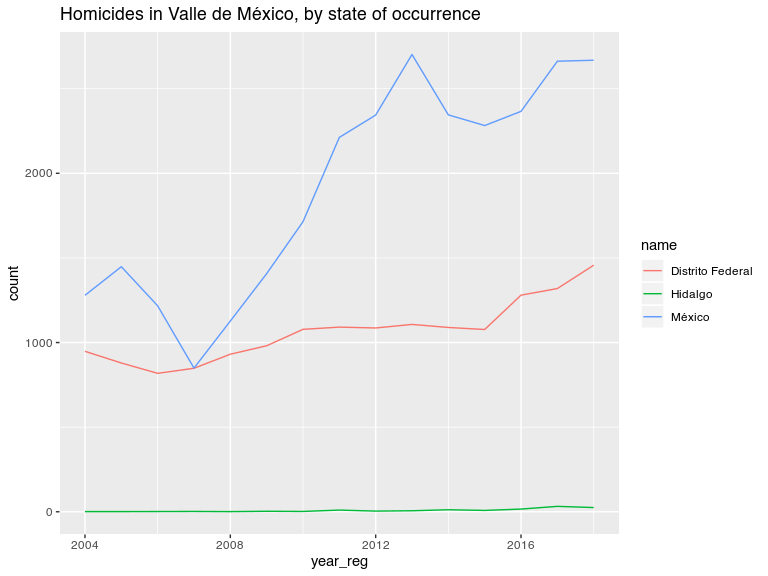 Homicides in Valle de México, by state of occurrence
count
2000
1000
0
2004
2008
2012
2016
year_reg
name
Distrito Federal
Hidalgo
México